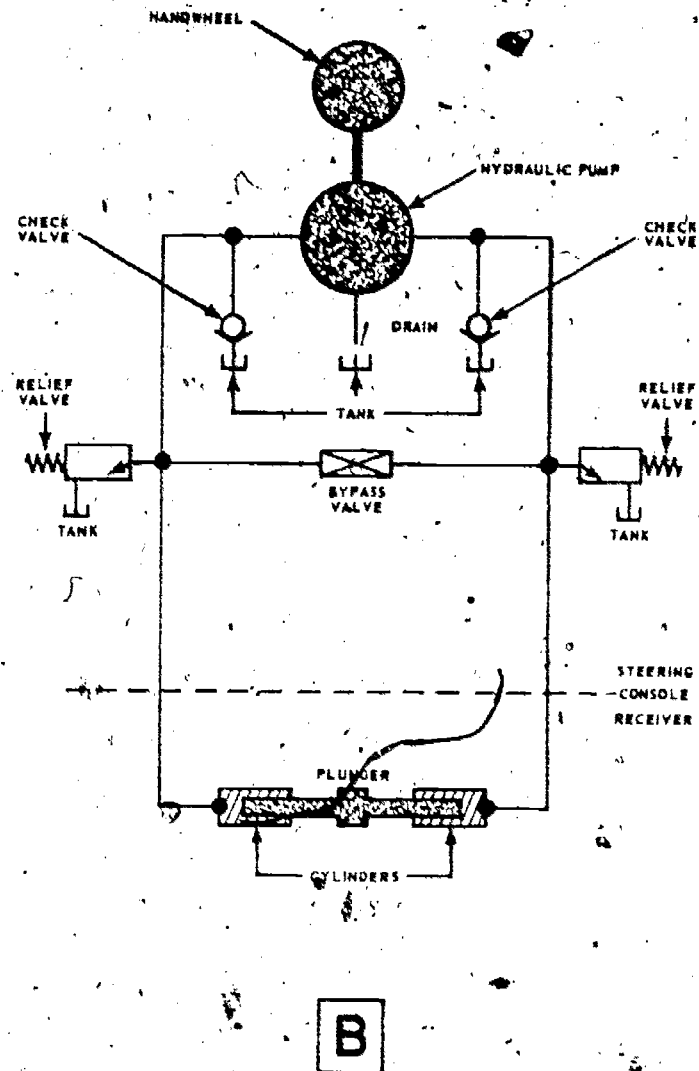 HANDWHEEL
HYDRAULIC PUMP
CHECK
VALVE
CHECK
VALVE
DRAIN
RELIEF
VALVE
RELIEF
VALVE
TANK
BYPASS
VALVE
TANK
TANK
STEERING
CONSOLE
RECEIVER
PLUNGER
CYLINDERS
B